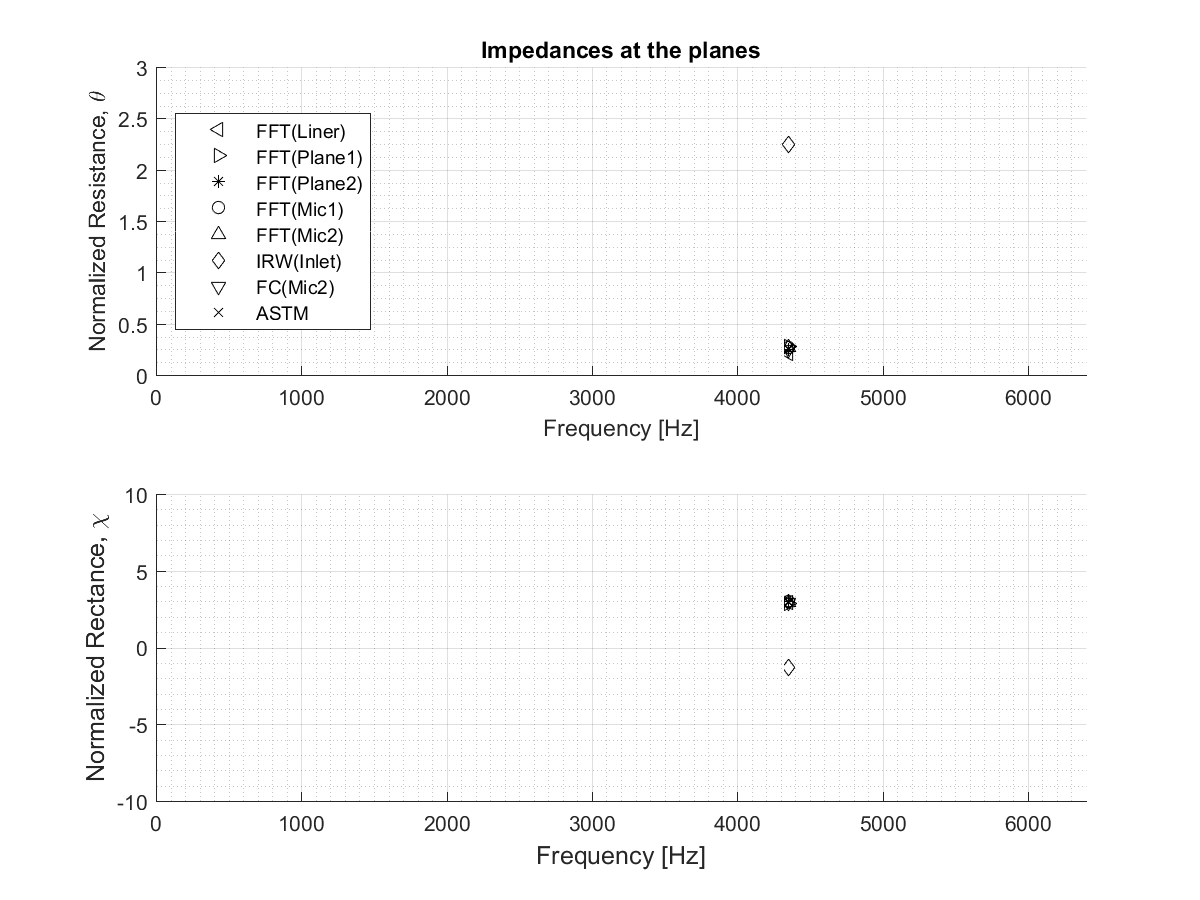 Impedances at the planes
Normalized Resistance, θ
3
2.5
2
1.5
1
0.5
0
FFT(Liner)
FFT(Plane1)
FFT(Plane2)
FFT(Mic1)
FFT(Mic2)
IRW(Inlet)
FC(Mic2)
ASTM
0 1000 2000 3000 4000 5000 6000
Frequency [Hz]
Normalized Rectance, χ
10
5
0
-5
-10
0 1000 2000 3000 4000 5000 6000
Frequency [Hz]